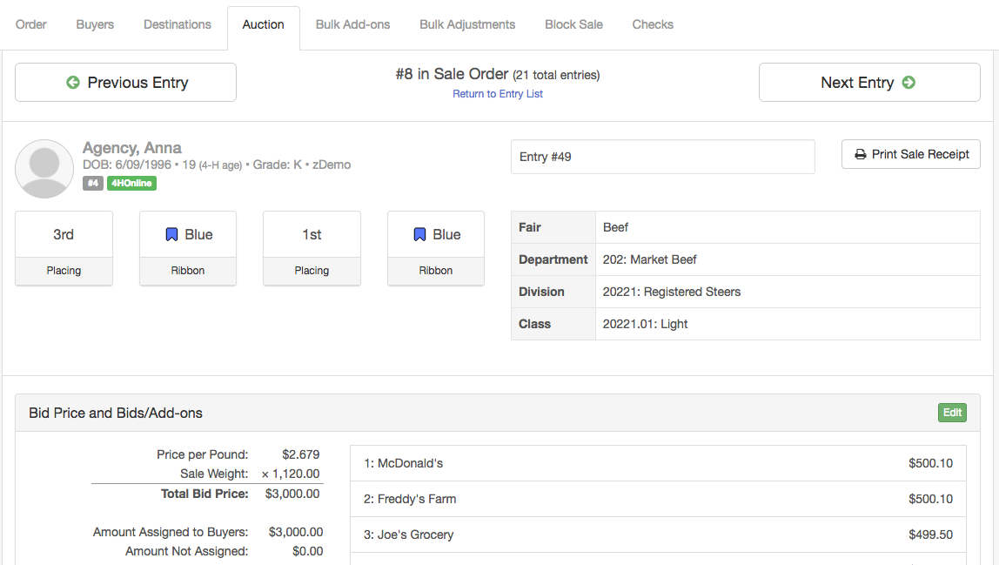 Order Buyers Destinations Auction Bulk Add-ons Bulk Adjustments Block Sale Checks
Previous Entry
#8 in Sale Order (21 total entries)
Return to Entry List
Next Entry
Agency, Anna
DOB: 6/09/1996 • 19 (4-H age) • Grade: K • zDemo
#4 4HOnline
Entry #49
Print Sale Receipt
3rd
Placing
Blue
Ribbon
1st
Placing
Blue
Ribbon
Fair Beef
Department 202: Market Beef
Division 20221: Registered Steers
Class 20221.01: Light
Bid Price and Bids/Add-ons
Edit
Price per Pound: $2.679
Sale Weight: × 1,120.00
Total Bid Price: $3,000.00
Amount Assigned to Buyers: $3,000.00
Amount Not Assigned: $0.00
1: McDonald's $500.10
2: Freddy's Farm $500.10
3: Joe's Grocery $499.50